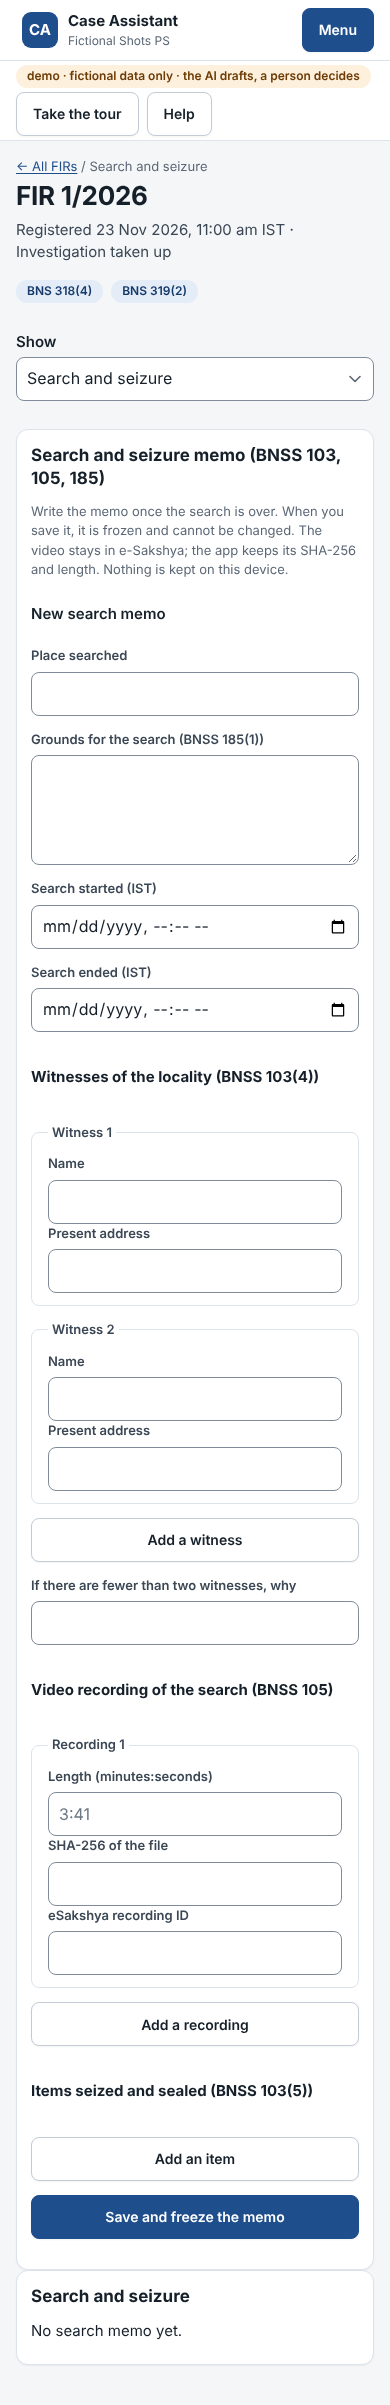 CA
Case Assistant
Fictional Shots PS
Menu
demo · fictional data only · the AI drafts, a person decides
Take the tour
Help
← All FIRs / Search and seizure
FIR 1/2026
Registered 23 Nov 2026, 11:00 am IST ·
Investigation taken up
BNS 318(4)
BNS 319(2)
Show
Search and seizure
Search and seizure memo (BNSS 103,
105, 185)
Write the memo once the search is over. When you
save it, it is frozen and cannot be changed. The
video stays in e-Sakshya; the app keeps its SHA-256
and length. Nothing is kept on this device.
New search memo
Place searched
Grounds for the search (BNSS 185(1))
Search started (IST)
mm/dd/yyyy, --:-- --
Search ended (IST)
mm/dd/yyyy, --:-- --
Witnesses of the locality (BNSS 103(4))
Witness 1
Name
Present address
Witness 2
Name
Present address
Add a witness
If there are fewer than two witnesses, why
Video recording of the search (BNSS 105)
Recording 1
Length (minutes:seconds)
3:41
SHA-256 of the file
eSakshya recording ID
Add a recording
Items seized and sealed (BNSS 103(5))
Add an item
Save and freeze the memo
Search and seizure
No search memo yet.